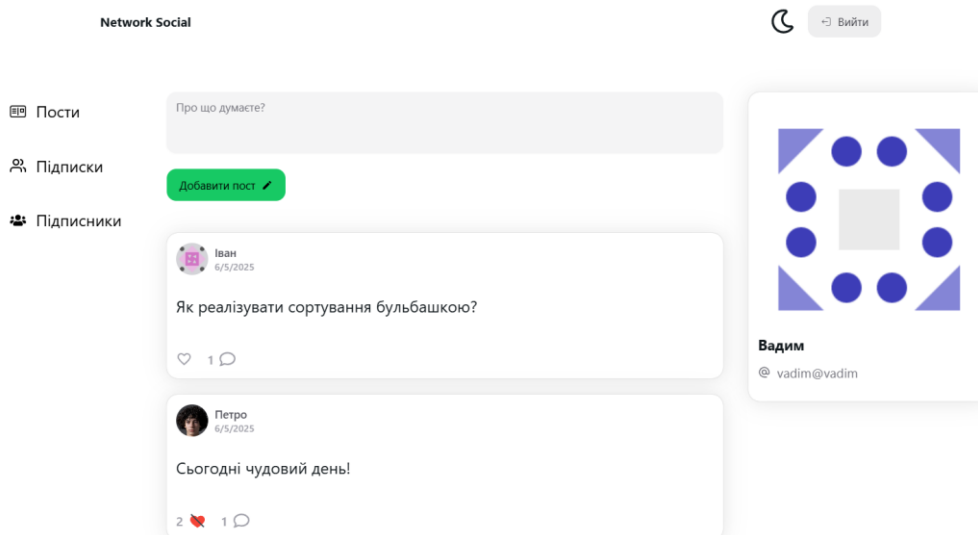 Network Social
Вийти
Пости
Підписки
Підписники
Про що думаєте?
Добавити пост
Іван
6/5/2025
Як реалізувати сортування бульбашкою?
1
Петро
6/5/2025
Сьогодні чудовий день!
2 1
Вадим
@ vadim@vadim